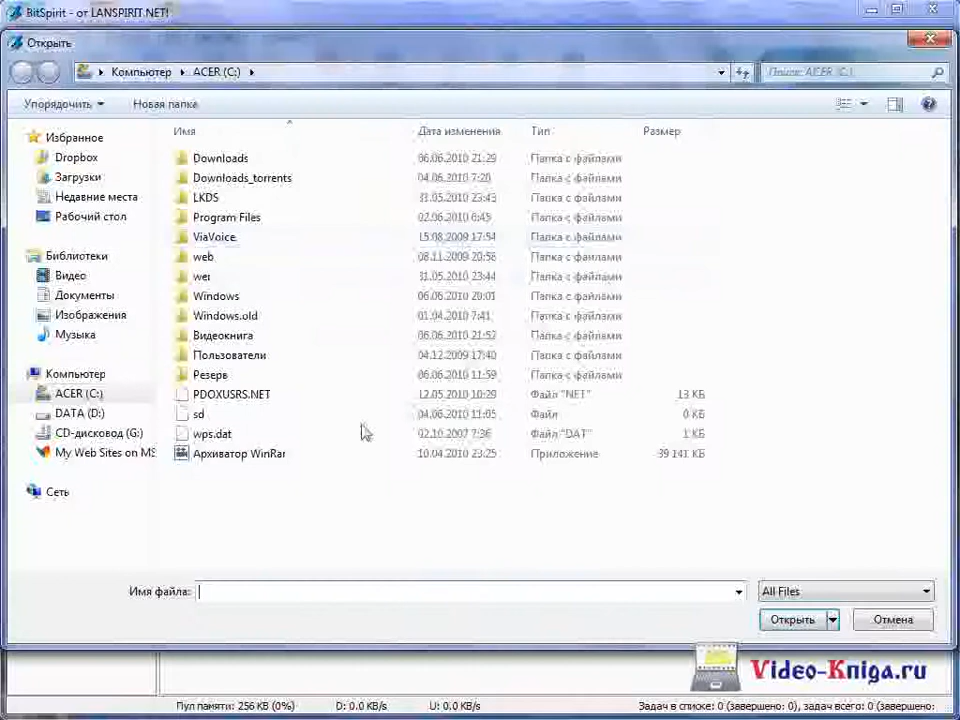 BitSpirit - от LANSPIRIT.NET!
Открыть
Компьютер ACER (C:) Поиск: ACER (C:)
Упорядочить Новая папка
Имя Дата изменения Тип Размер
Избранное
Dropbox
Загрузки
Недавние места
Рабочий стол
Библиотеки
Видео
Документы
Изображения
Музыка
Компьютер
ACER (C:)
DATA (D:)
CD-дисковод (G:)
My Web Sites on MS
Сеть
Downloads 06.06.2010 21:29 Папка с файлами
Downloads_torrents 04.06.2010 7:20 Папка с файлами
LKDS 31.05.2010 23:43 Папка с файлами
Program Files 02.06.2010 6:45 Папка с файлами
ViaVoice 15.08.2009 17:54 Папка с файлами
web 08.11.2009 20:58 Папка с файлами
wer 31.05.2010 23:44 Папка с файлами
Windows 06.06.2010 20:01 Папка с файлами
Windows.old 01.04.2010 7:41 Папка с файлами
Видеокнига 06.06.2010 21:57 Папка с файлами
Пользователи 04.12.2009 17:40 Папка с файлами
Резерв 06.06.2010 11:59 Папка с файлами
PDOXUSRS.NET 12.05.2010 10:29 Файл "NET" 13 КБ
sd 04.06.2010 11:05 Файл 0 КБ
wps.dat 02.10.2007 7:36 Файл "DAT" 1 КБ
Архиватор WinRar 10.04.2010 23:25 Приложение 39 141 КБ
Имя файла: All Files
Открыть Отмена
Video-Kniga.ru
Пул памяти: 256 KB (0%) D: 0.0 KB/s U: 0.0 KB/s Задач в списке: 0 (завершено: 0), задач всего: 0 (завершено: